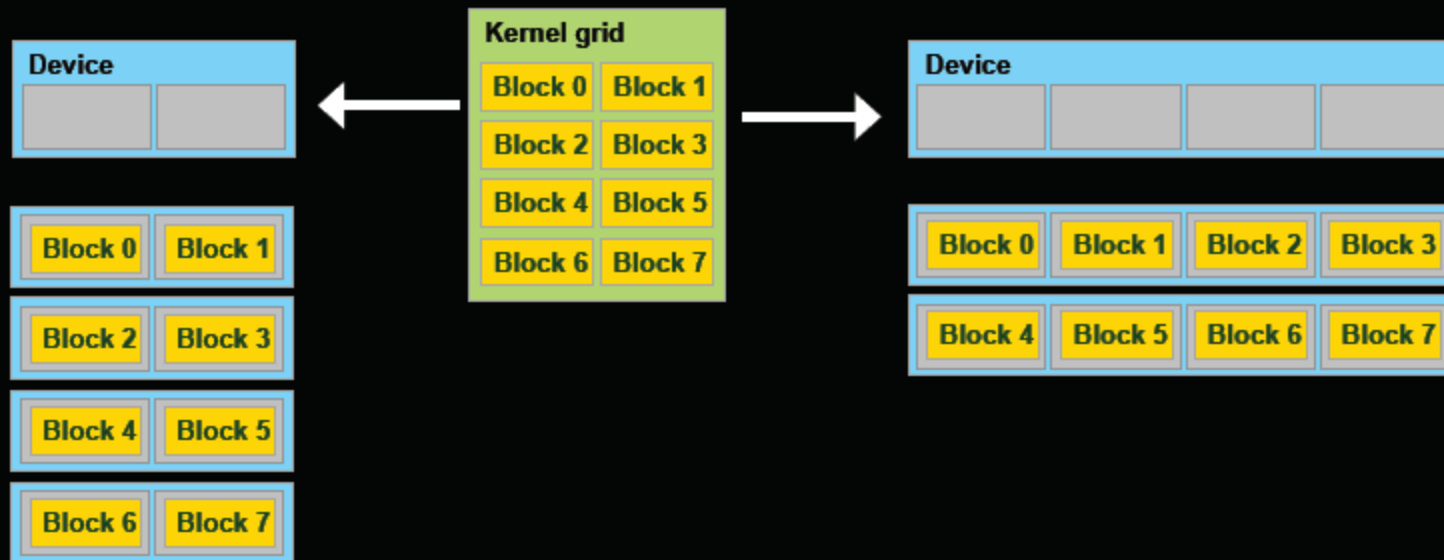 Kernel grid
Block 0 Block 1
Block 2 Block 3
Block 4 Block 5
Block 6 Block 7
Device
Block 0 Block 1
Block 2 Block 3
Block 4 Block 5
Block 6 Block 7
Device
Block 0 Block 1 Block 2 Block 3
Block 4 Block 5 Block 6 Block 7